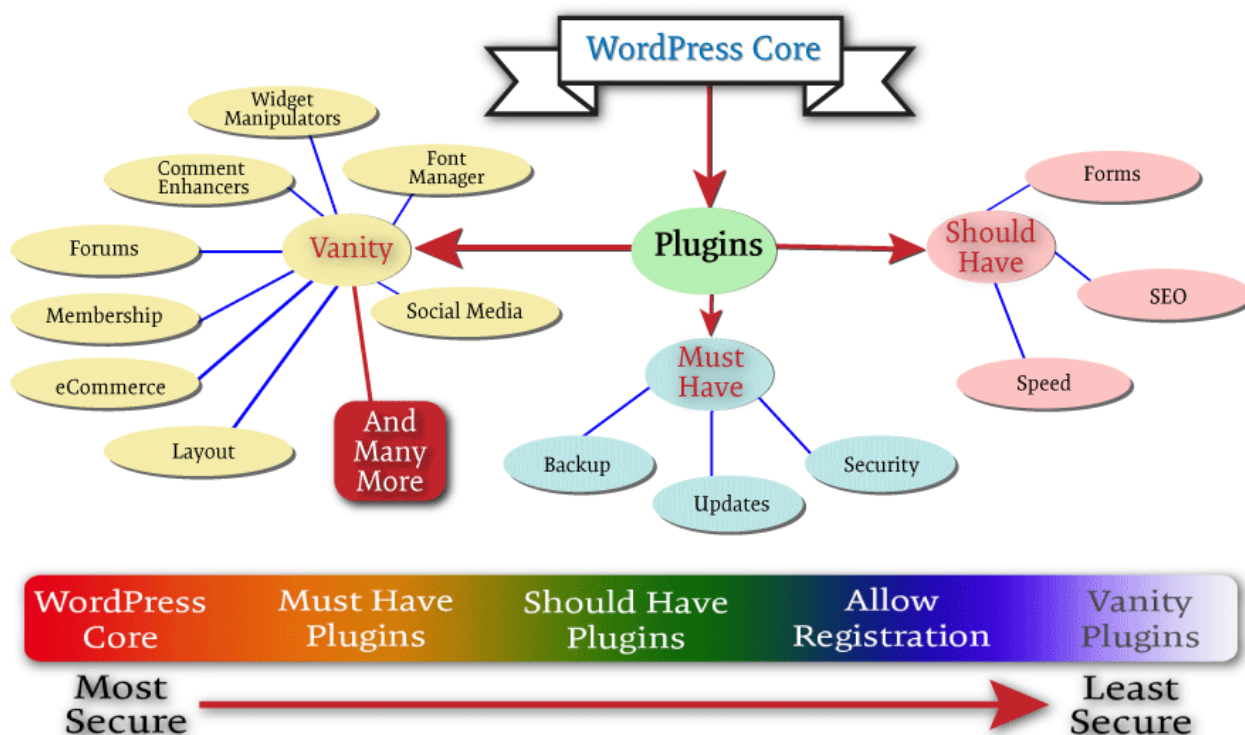 WordPress Core
Widget
Manipulators
Comment
Enhancers
Font
Manager
Forums
Vanity
Membership
Social Media
eCommerce
Layout
And
Many
More
Plugins
Must
Have
Backup
Updates
Security
Should
Have
Forms
SEO
Speed
WordPress
Core
Must Have
Plugins
Should Have
Plugins
Allow
Registration
Vanity
Plugins
Most
Secure
Least
Secure